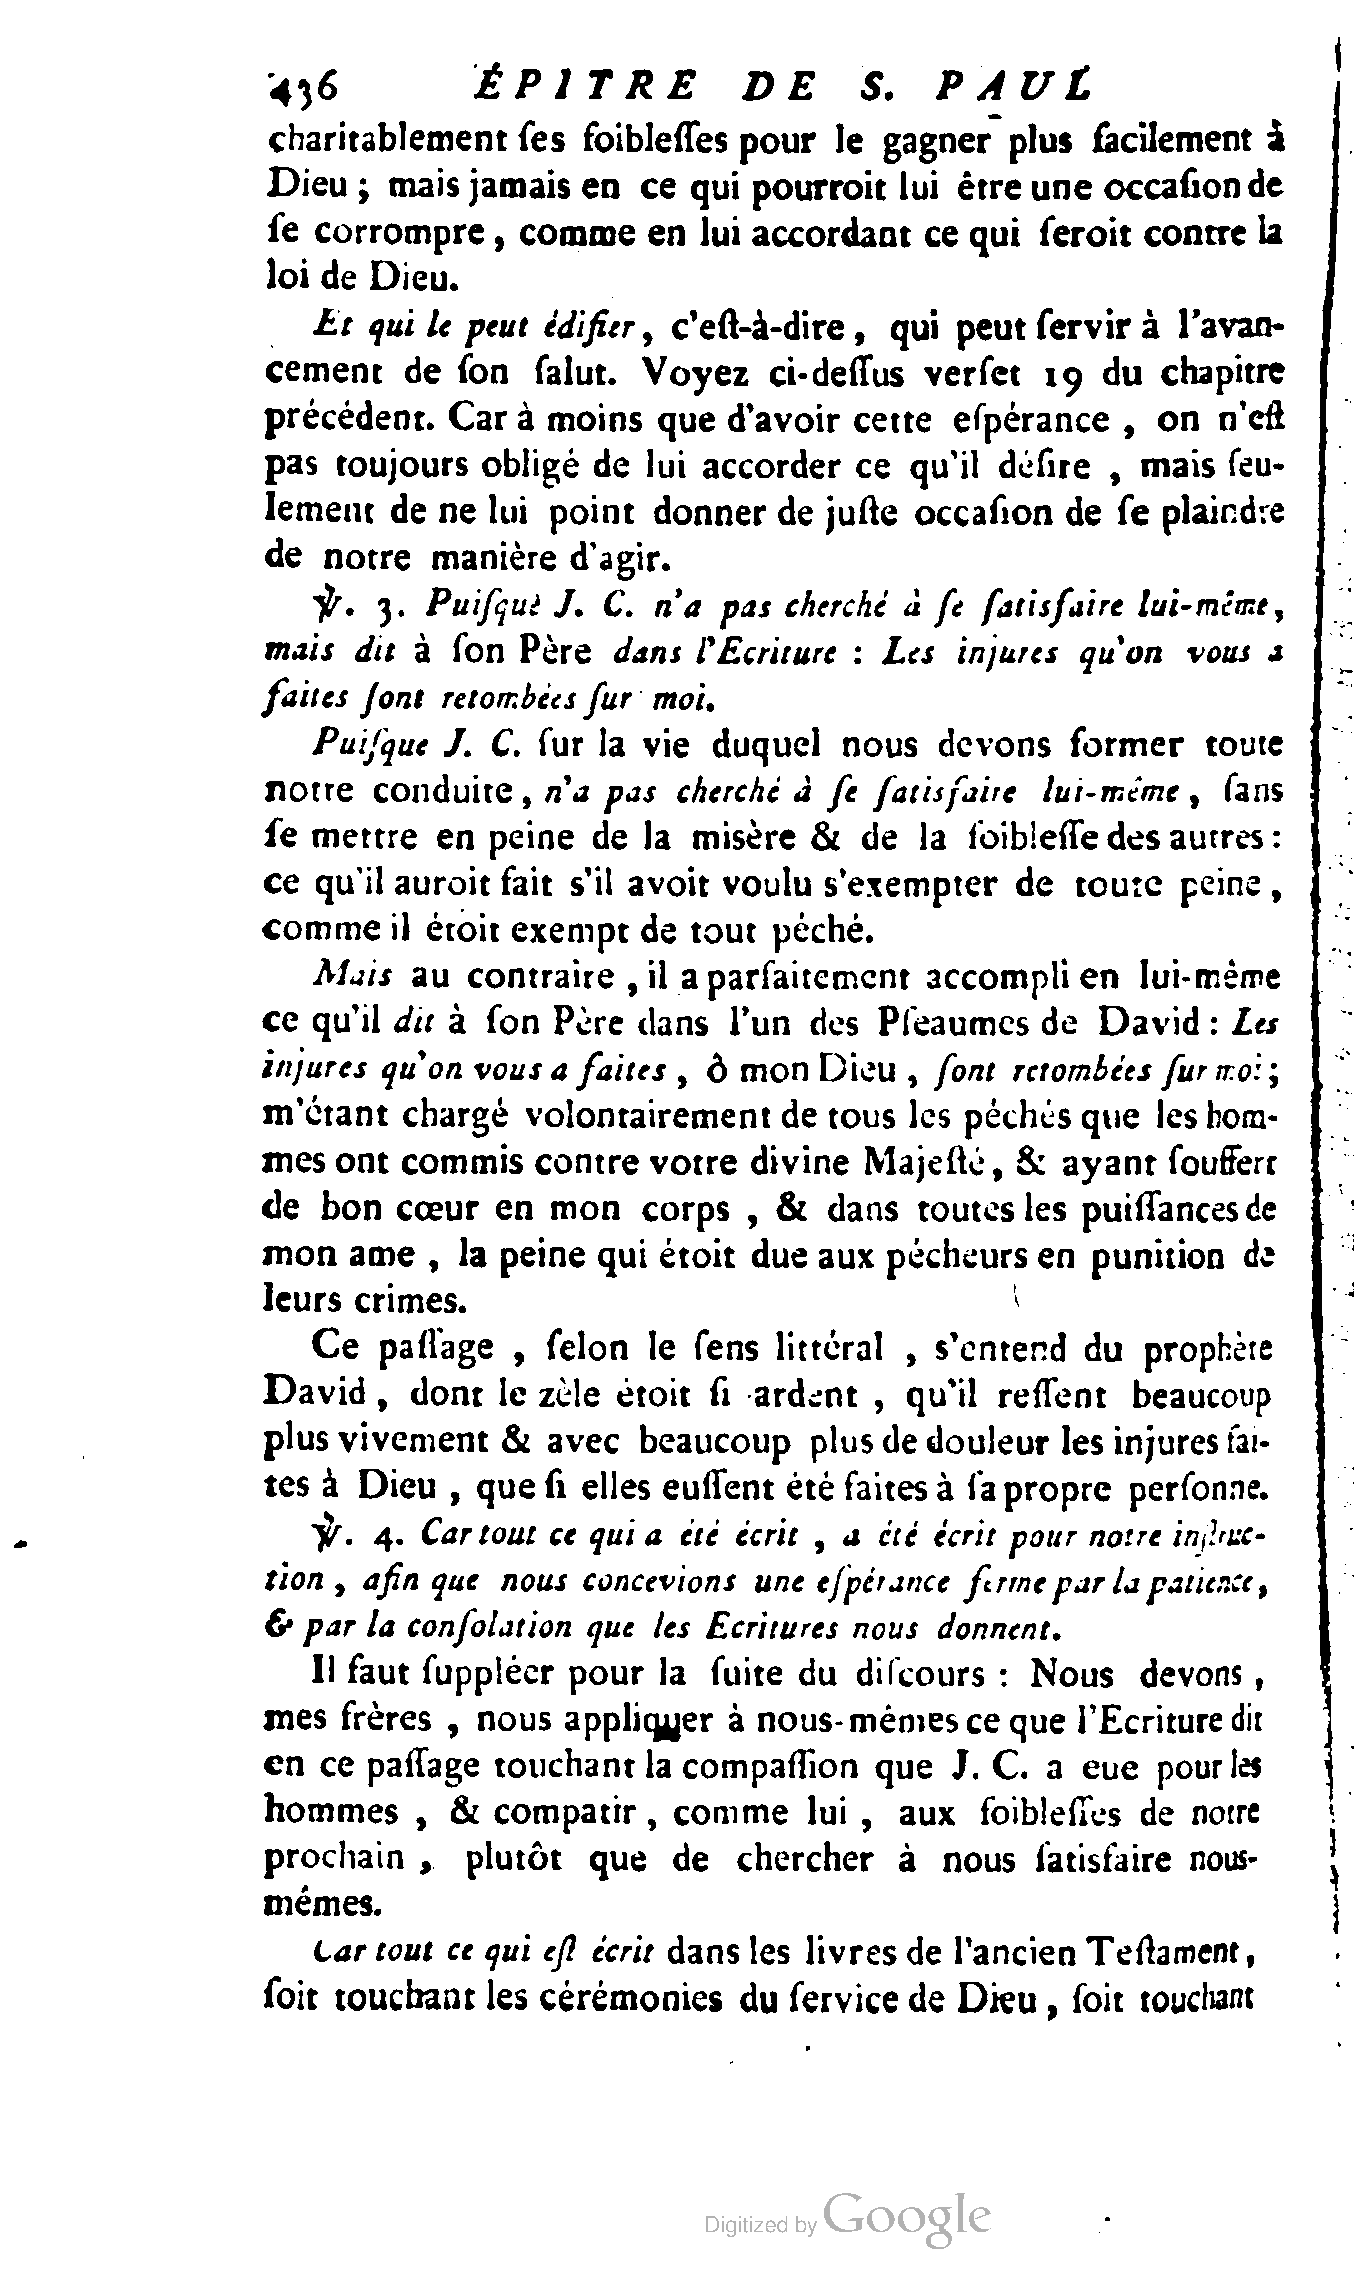 436 ÉPITRE DE S. PAUL
charitablement ſes foibleſſes pour le gagner plus facilement à
Dieu ; mais jamais en ce qui pourroit lui être une occaſion de
ſe corrompre, comme en lui accordant ce qui ſeroit contre la
loi de Dieu.
Et qui le peut édifier, c'eſt-à-dire, qui peut ſervir à l'avan-
cement de ſon ſalut. Voyez ci-deſſus verſet 19 du chapitre
précédent. Car à moins que d'avoir cette eſpérance, on n'eſt
pas toujours obligé de lui accorder ce qu'il déſire, mais ſeu-
lement de ne lui point donner de juſte occaſion de ſe plaindre
de notre manière d'agir.
℣. 3. Puiſque J. C. n'a pas cherché à ſe ſatisfaire lui-même,
mais dit à ſon Père dans l'Ecriture : Les injures qu'on vous a
faites ſont retombées ſur moi.
Puiſque J. C. ſur la vie duquel nous devons former toute
notre conduite, n'a pas cherché à ſe ſatisfaire lui-même, ſans
ſe mettre en peine de la misère & de la foibleſſe des autres :
ce qu'il auroit fait s'il avoit voulu s'exempter de toute peine,
comme il étoit exempt de tout péché.
Mais au contraire, il a parfaitement accompli en lui-même
ce qu'il dit à ſon Père dans l'un des Pſeaumes de David : Les
injures qu'on vous a faites, ô mon Dieu, ſont retombées ſur moi ;
m'étant chargé volontairement de tous les péchés que les hom-
mes ont commis contre votre divine Majeſté, & ayant ſouffert
de bon cœur en mon corps, & dans toutes les puiſſances de
mon ame, la peine qui étoit due aux pécheurs en punition de
leurs crimes.
Ce paſſage, ſelon le ſens littéral, s'entend du prophète
David, dont le zèle étoit ſi ardent, qu'il reſſent beaucoup
plus vivement & avec beaucoup plus de douleur les injures fai-
tes à Dieu, que ſi elles euſſent été faites à ſa propre perſonne.
℣. 4. Car tout ce qui a été écrit, a été écrit pour notre inſtruc-
tion, afin que nous concevions une eſpérance ferme par la patience,
& par la conſolation que les Ecritures nous donnent.
Il faut ſuppléer pour la ſuite du diſcours : Nous devons,
mes frères, nous appliquer à nous-mêmes ce que l'Ecriture dit
en ce paſſage touchant la compaſſion que J. C. a eue pour les
hommes, & compatir, comme lui, aux foibleſſes de notre
prochain, plutôt que de chercher à nous ſatisfaire nous-
mêmes.
Car tout ce qui eſt écrit dans les livres de l'ancien Teſtament,
ſoit touchant les cérémonies du ſervice de Dieu, ſoit touchant
Digitized by Google